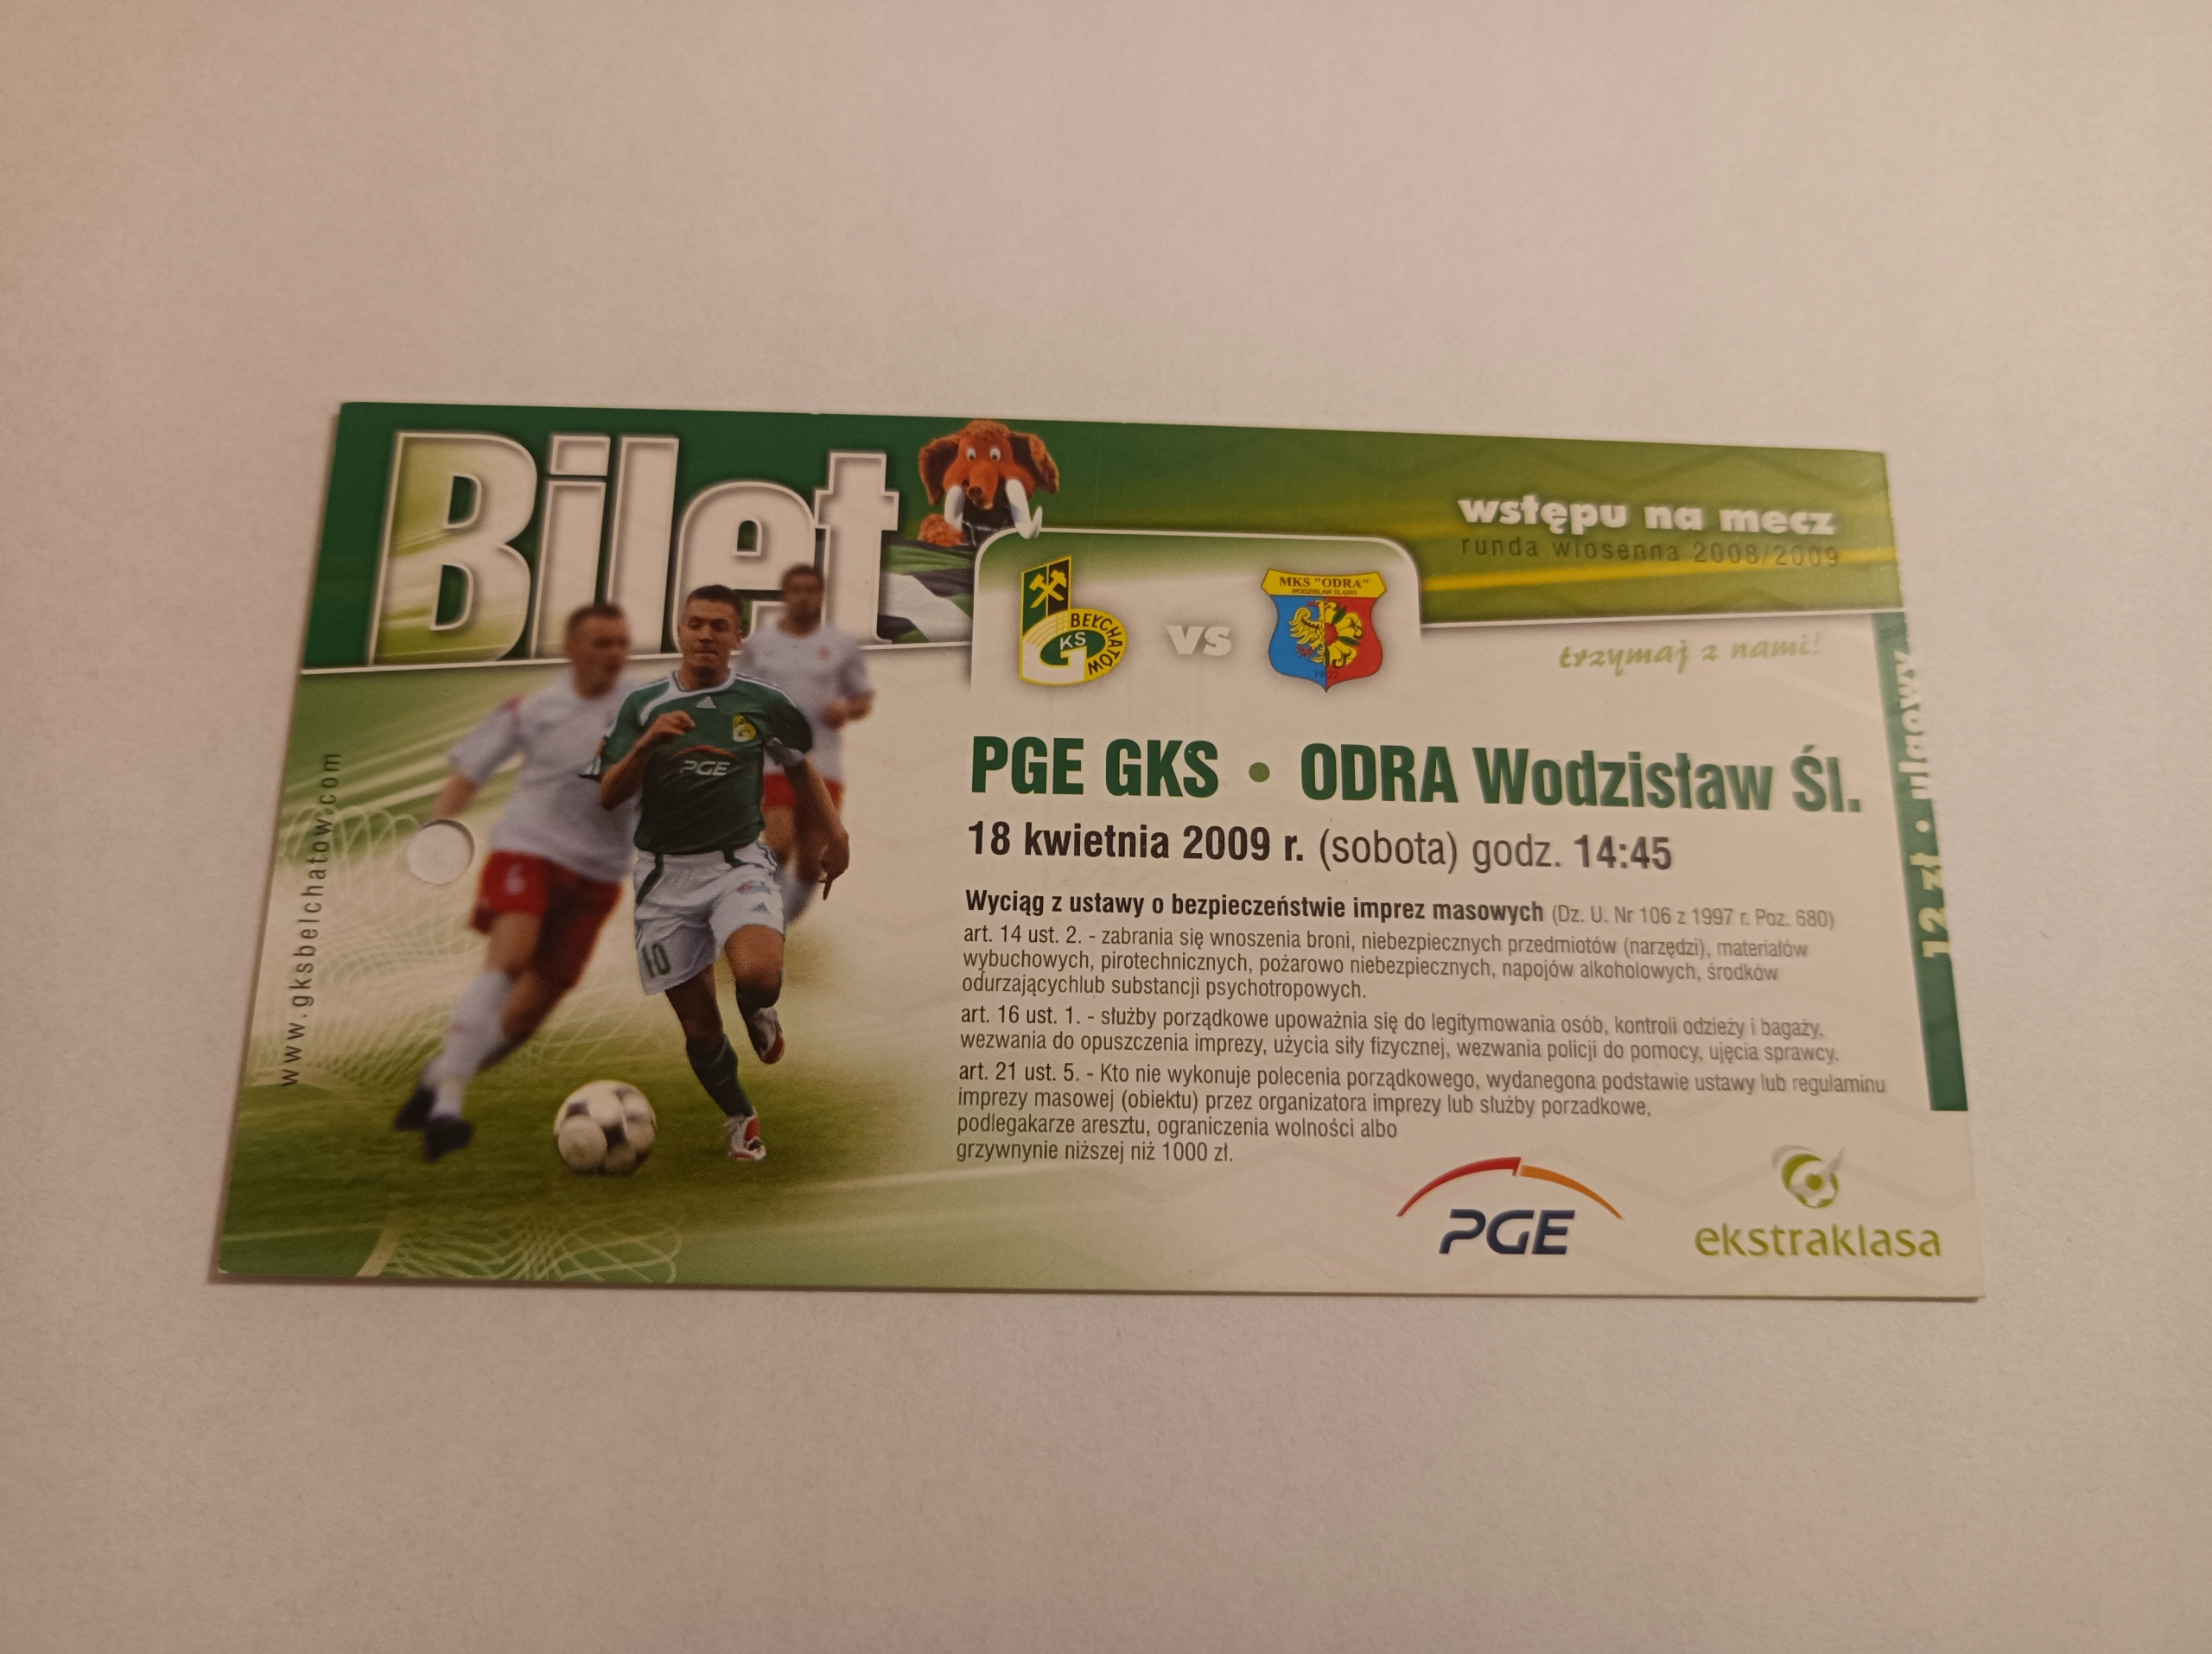 Bilet
wstępu na mecz
runda wiosenna 2008/2009
trzymaj z nami!
BEŁCHATÓW
GKS
vs
MKS "ODRA"
WODZISŁAW ŚLĄSKI
1922
PGE GKS • ODRA Wodzisław Śl.
18 kwietnia 2009 r. (sobota) godz. 14:45
Wyciąg z ustawy o bezpieczeństwie imprez masowych (Dz. U. Nr 106 z 1997 r. Poz. 680)
art. 14 ust. 2. - zabrania się wnoszenia broni, niebezpiecznych przedmiotów (narzędzi), materiałów
wybuchowych, pirotechnicznych, pożarowo niebezpiecznych, napojów alkoholowych, środków
odurzającychlub substancji psychotropowych.
art. 16 ust. 1. - służby porządkowe upoważnia się do legitymowania osób, kontroli odzieży i bagaży,
wezwania do opuszczenia imprezy, użycia siły fizycznej, wezwania policji do pomocy, ujęcia sprawcy.
art. 21 ust. 5. - Kto nie wykonuje polecenia porządkowego, wydanegona podstawie ustawy lub regulaminu
imprezy masowej (obiektu) przez organizatora imprezy lub służby porzadkowe,
podlegakarze aresztu, ograniczenia wolności albo
grzywnynie niższej niż 1000 zł.
12 zł • ulgowy
www.gksbelchatow.com
PGE
10
PGE
ekstraklasa